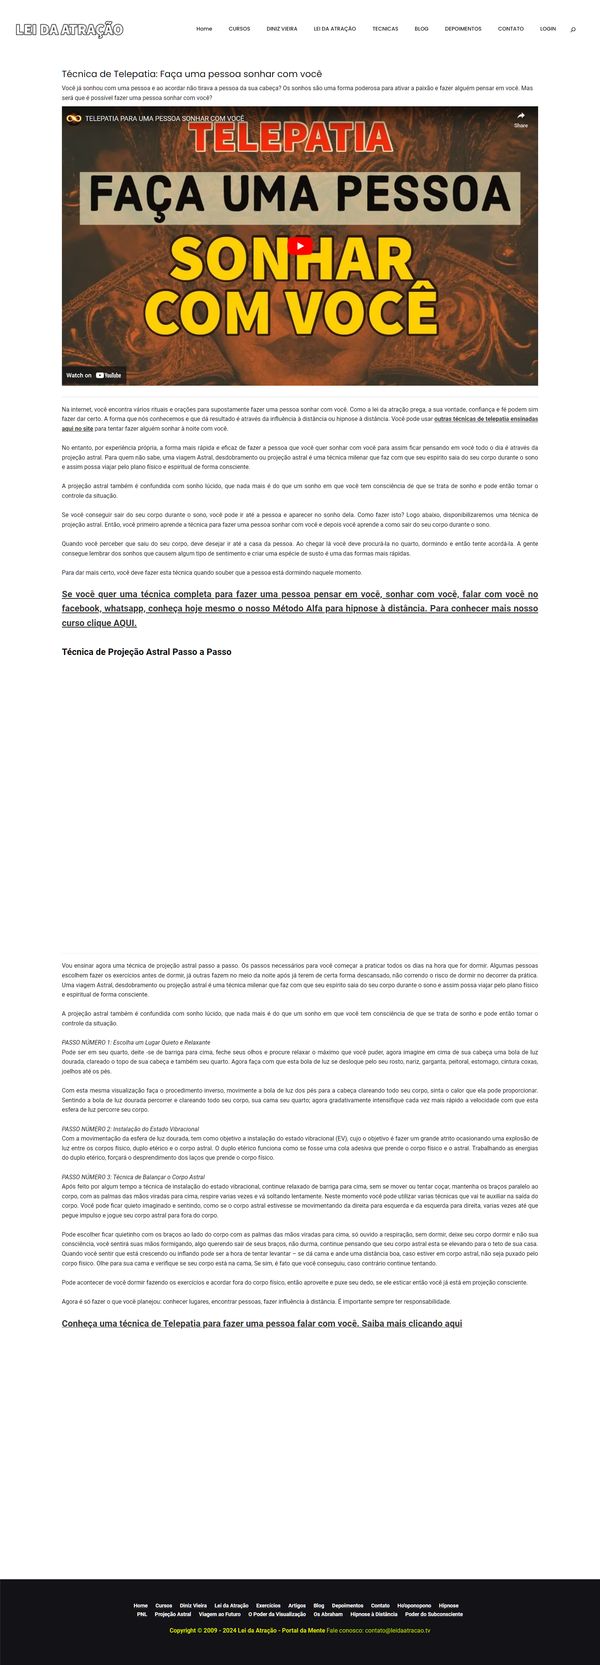 LEI DA ATRAÇÃO
Home CURSOS DINIZ VIEIRA LEI DA ATRAÇÃO TECNICAS BLOG DEPOIMENTOS CONTATO LOGIN
Técnica de Telepatia: Faça uma pessoa sonhar com você
Você já sonhou com uma pessoa e ao acordar não tirava a pessoa da sua cabeça? Os sonhos são uma forma poderosa para ativar a paixão e fazer alguém pensar em você. Mas
será que é possível fazer uma pessoa sonhar com você?
TELEPATIA PARA UMA PESSOA SONHAR COM VOCÊ
Share
TELEPATIA
FAÇA UMA PESSOA
SONHAR
COM VOCÊ
Watch on YouTube
Na internet, você encontra vários rituais e orações para supostamente fazer uma pessoa sonhar com você. Como a lei da atração prega, a sua vontade, confiança e fé podem sim
fazer dar certo. A forma que nós conhecemos e que dá resultado é através da influência à distância ou hipnose à distância. Você pode usar outras técnicas de telepatia ensinadas
aqui no site para tentar fazer alguém sonhar à noite com você.
No entanto, por experiência própria, a forma mais rápida e eficaz de fazer a pessoa que você quer sonhar com você para assim ficar pensando em você todo o dia é através da
projeção astral. Para quem não sabe, uma viagem Astral, desdobramento ou projeção astral é uma técnica milenar que faz com que seu espírito saia do seu corpo durante o sono
e assim possa viajar pelo plano físico e espiritual de forma consciente.
A projeção astral também é confundida com sonho lúcido, que nada mais é do que um sonho em que você tem consciência de que se trata de sonho e pode então tomar o
controle da situação.
Se você conseguir sair do seu corpo durante o sono, você pode ir até a pessoa e aparecer no sonho dela. Como fazer isto? Logo abaixo, disponibilizaremos uma técnica de
projeção astral. Então, você primeiro aprende a técnica para fazer uma pessoa sonhar com você e depois você aprende a como sair do seu corpo durante o sono.
Quando você perceber que saiu do seu corpo, deve desejar ir até a casa da pessoa. Ao chegar lá você deve procurá-la no quarto, dormindo e então tente acordá-la. A gente
consegue lembrar dos sonhos que causem algum tipo de sentimento e criar uma espécie de susto é uma das formas mais rápidas.
Para dar mais certo, você deve fazer esta técnica quando souber que a pessoa está dormindo naquele momento.
Se você quer uma técnica completa para fazer uma pessoa pensar em você, sonhar com você, falar com você no
facebook, whatsapp, conheça hoje mesmo o nosso Método Alfa para hipnose à distância. Para conhecer mais nosso
curso clique AQUI.
Técnica de Projeção Astral Passo a Passo
Vou ensinar agora uma técnica de projeção astral passo a passo. Os passos necessários para você começar a praticar todos os dias na hora que for dormir. Algumas pessoas
escolhem fazer os exercícios antes de dormir, já outras fazem no meio da noite após já terem de certa forma descansado, não correndo o risco de dormir no decorrer da prática.
Uma viagem Astral, desdobramento ou projeção astral é uma técnica milenar que faz com que seu espírito saia do seu corpo durante o sono e assim possa viajar pelo plano físico
e espiritual de forma consciente.
A projeção astral também é confundida com sonho lúcido, que nada mais é do que um sonho em que você tem consciência de que se trata de sonho e pode então tomar o
controle da situação.
PASSO NÚMERO 1: Escolha um Lugar Quieto e Relaxante
Pode ser em seu quarto, deite -se de barriga para cima, feche seus olhos e procure relaxar o máximo que você puder, agora imagine em cima de sua cabeça uma bola de luz
dourada, clareado o topo de sua cabeça e também seu quarto. Agora faça com que esta bola de luz se desloque pelo seu rosto, nariz, garganta, peitoral, estomago, cintura coxas,
joelhos até os pés.
Com esta mesma visualização faça o procedimento inverso, movimente a bola de luz dos pés para a cabeça clareando todo seu corpo, sinta o calor que ela pode proporcionar.
Sentindo a bola de luz dourada percorrer e clareando todo seu corpo, sua cama seu quarto; agora gradativamente intensifique cada vez mais rápido a velocidade com que esta
esfera de luz percorre seu corpo.
PASSO NÚMERO 2: Instalação do Estado Vibracional
Com a movimentação da esfera de luz dourada, tem como objetivo a instalação do estado vibracional (EV), cujo o objetivo é fazer um grande atrito ocasionando uma explosão de
luz entre os corpos físico, duplo etérico e o corpo astral. O duplo etérico funciona como se fosse uma cola adesiva que prende o corpo físico e o astral. Trabalhando as energias
do duplo etérico, forçará o desprendimento dos laços que prende o corpo físico.
PASSO NÚMERO 3: Técnica de Balançar o Corpo Astral
Após feito por algum tempo a técnica de instalação do estado vibracional, continue relaxado de barriga para cima, sem se mover ou tentar coçar, mantenha os braços paralelo ao
corpo, com as palmas das mãos viradas para cima, respire varias vezes e vá soltando lentamente. Neste momento você pode utilizar varias técnicas que vai te auxiliar na saída do
corpo. Você pode ficar quieto imaginado e sentindo, como se o corpo astral estivesse se movimentando da direita para esquerda e da esquerda para direita, varias vezes até que
pegue impulso e jogue seu corpo astral para fora do corpo.
Pode escolher ficar quietinho com os braços ao lado do corpo com as palmas das mãos viradas para cima, só ouvido a respiração, sem dormir, deixe seu corpo dormir e não sua
consciência, você sentirá suas mãos formigando, algo querendo sair de seus braços, não durma, continue pensando que seu corpo astral esta se elevando para o teto de sua casa.
Quando você sentir que está crescendo ou inflando pode ser a hora de tentar levantar – se dá cama e ande uma distância boa, caso estiver em corpo astral, não seja puxado pelo
corpo físico. Olhe para sua cama e verifique se seu corpo está na cama, Se sim, é fato que você conseguiu, caso contrário continue tentando.
Pode acontecer de você dormir fazendo os exercícios e acordar fora do corpo físico, então aproveite e puxe seu dedo, se ele esticar então você já está em projeção consciente.
Agora é só fazer o que você planejou: conhecer lugares, encontrar pessoas, fazer influência à distância. É importante sempre ter responsabilidade.
Conheça uma técnica de Telepatia para fazer uma pessoa falar com você. Saiba mais clicando aqui
Home Cursos Diniz Vieira Lei da Atração Exercícios Artigos Blog Depoimentos Contato Ho'oponopono Hipnose
PNL Projeção Astral Viagem ao Futuro O Poder da Visualização Os Abraham Hipnose à Distância Poder do Subconsciente
Copyright © 2009 - 2024 Lei da Atração - Portal da Mente Fale conosco: contato@leidaatracao.tv